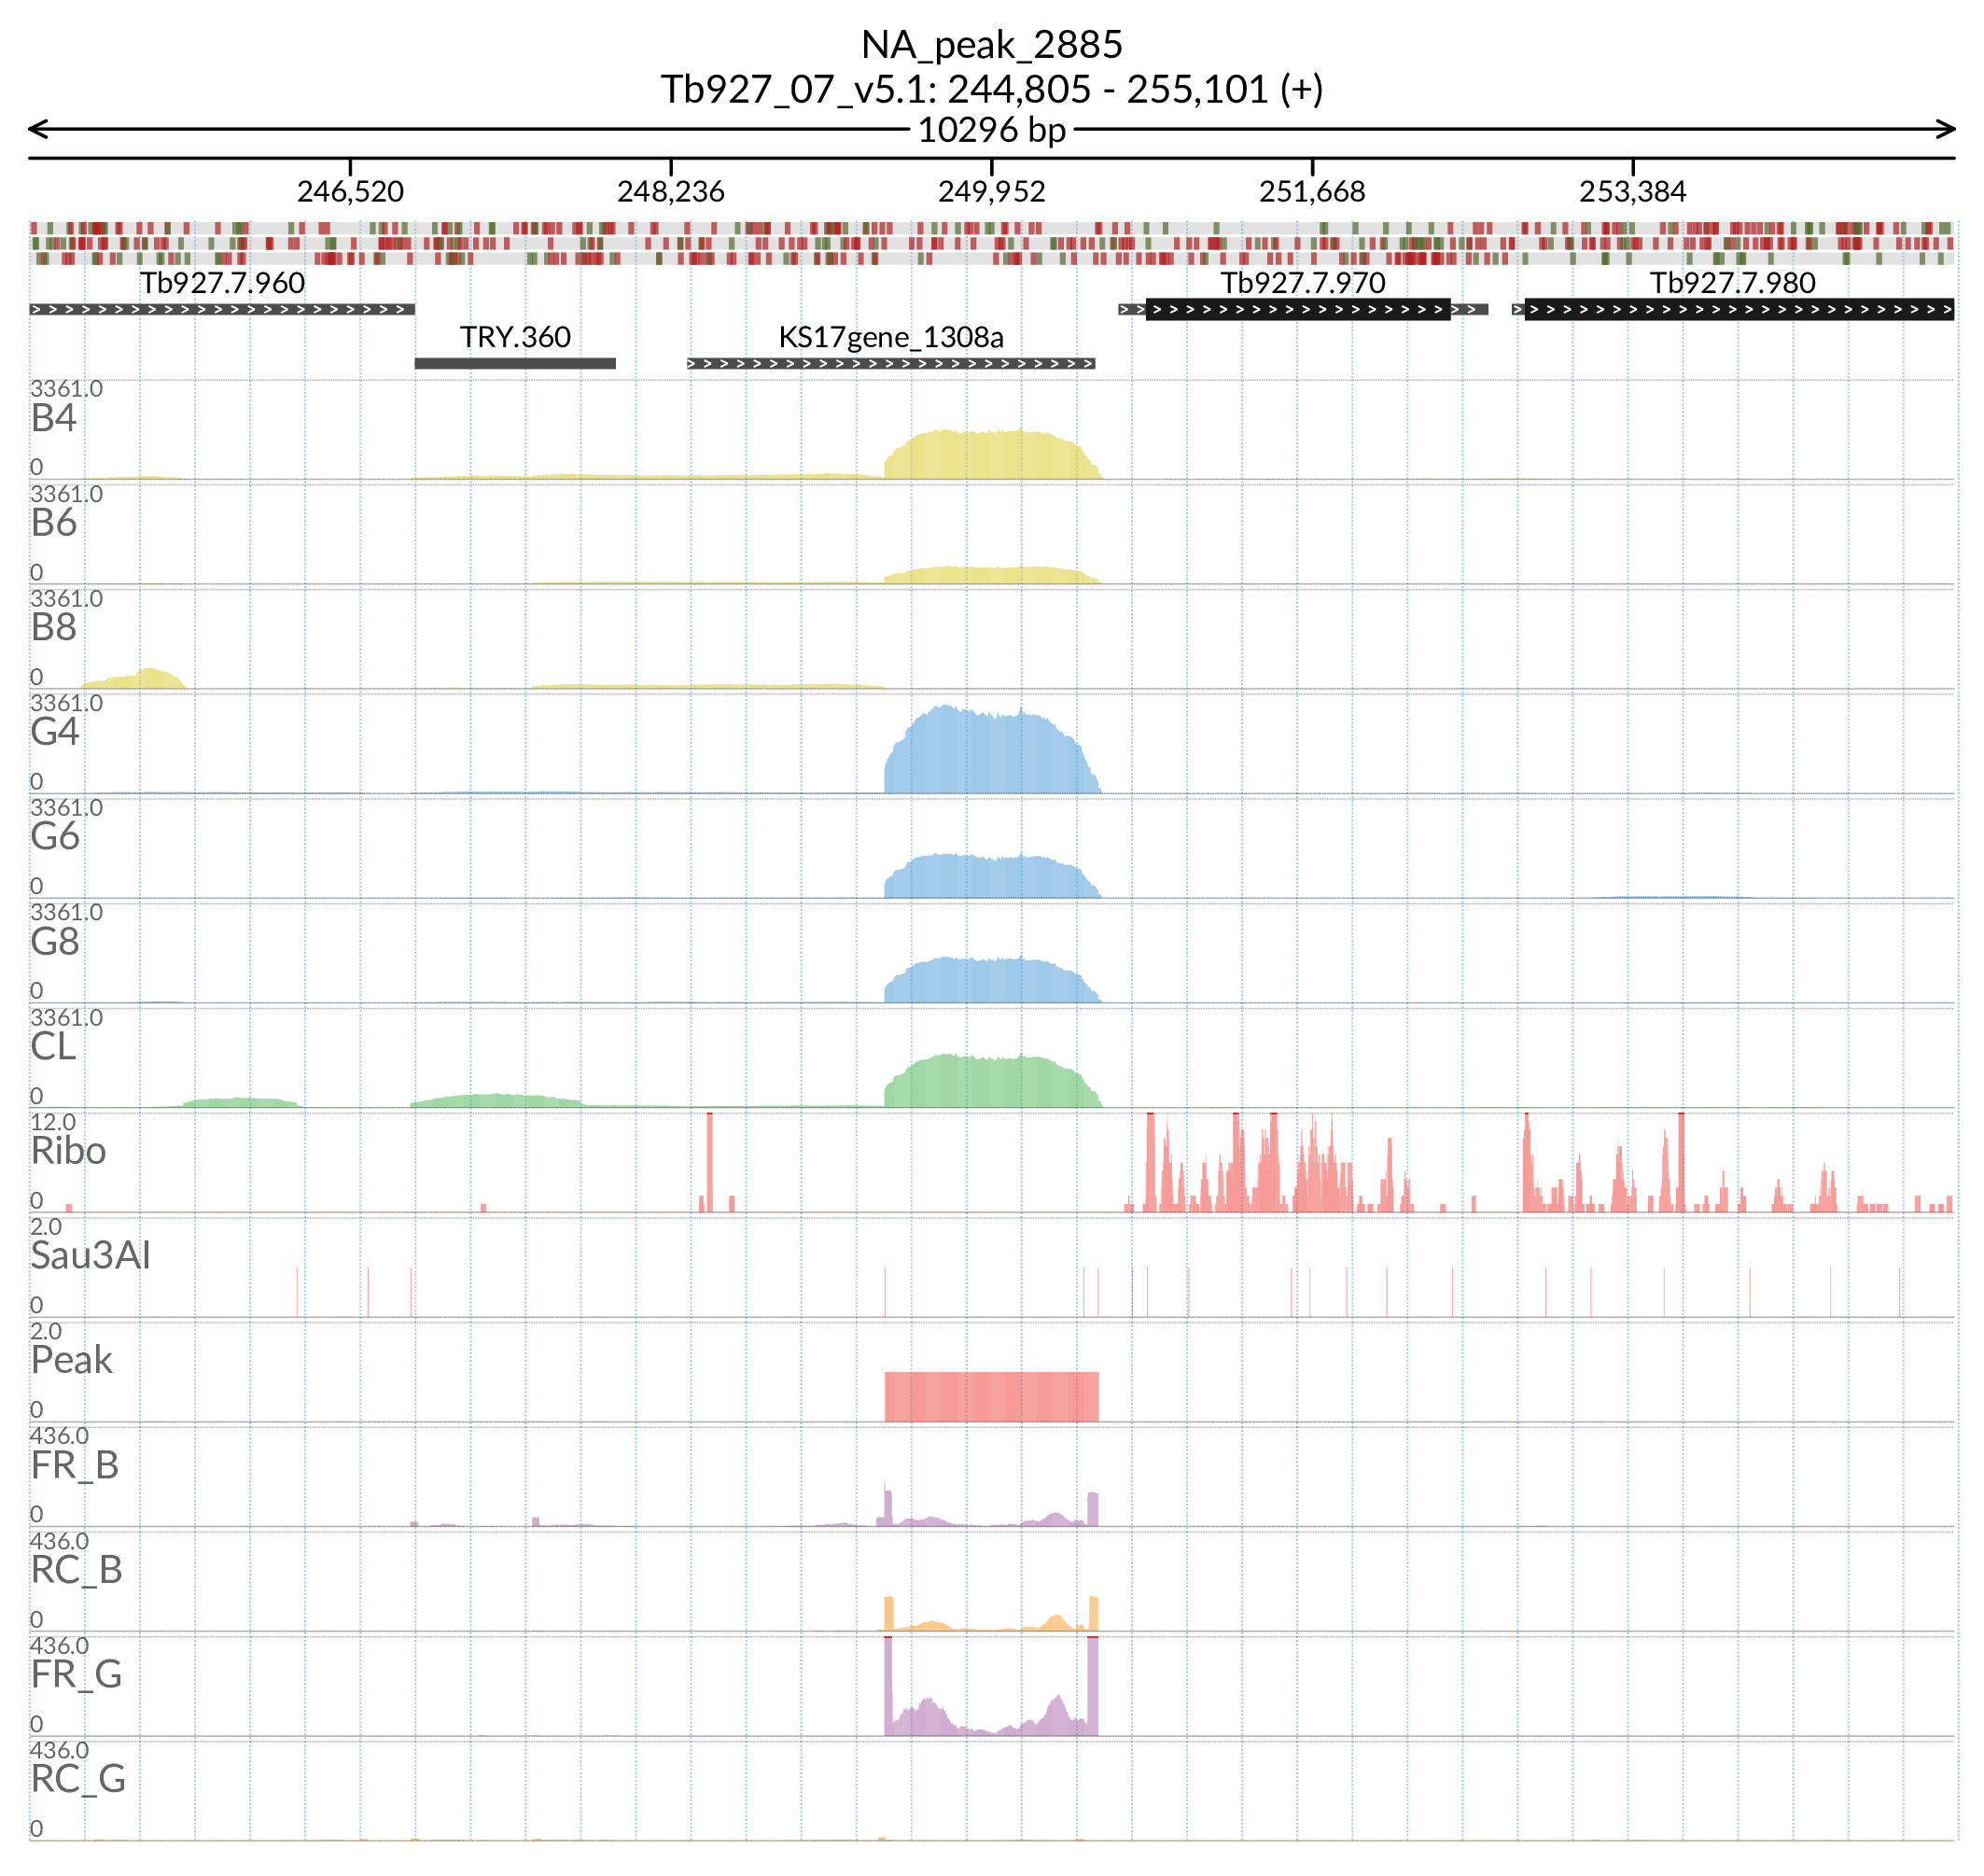 NA_peak_2885
Tb927_07_v5.1: 244,805 - 255,101 (+)
10296 bp
246,520 248,236 249,952 251,668 253,384
Tb927.7.960 Tb927.7.970 Tb927.7.980
TRY.360 KS17gene_1308a
3361.0
B4
0
3361.0
B6
0
3361.0
B8
0
3361.0
G4
0
3361.0
G6
0
3361.0
G8
0
3361.0
CL
0
12.0
Ribo
0
2.0
Sau3AI
0
2.0
Peak
0
436.0
FR_B
0
436.0
RC_B
0
436.0
FR_G
0
436.0
RC_G
0